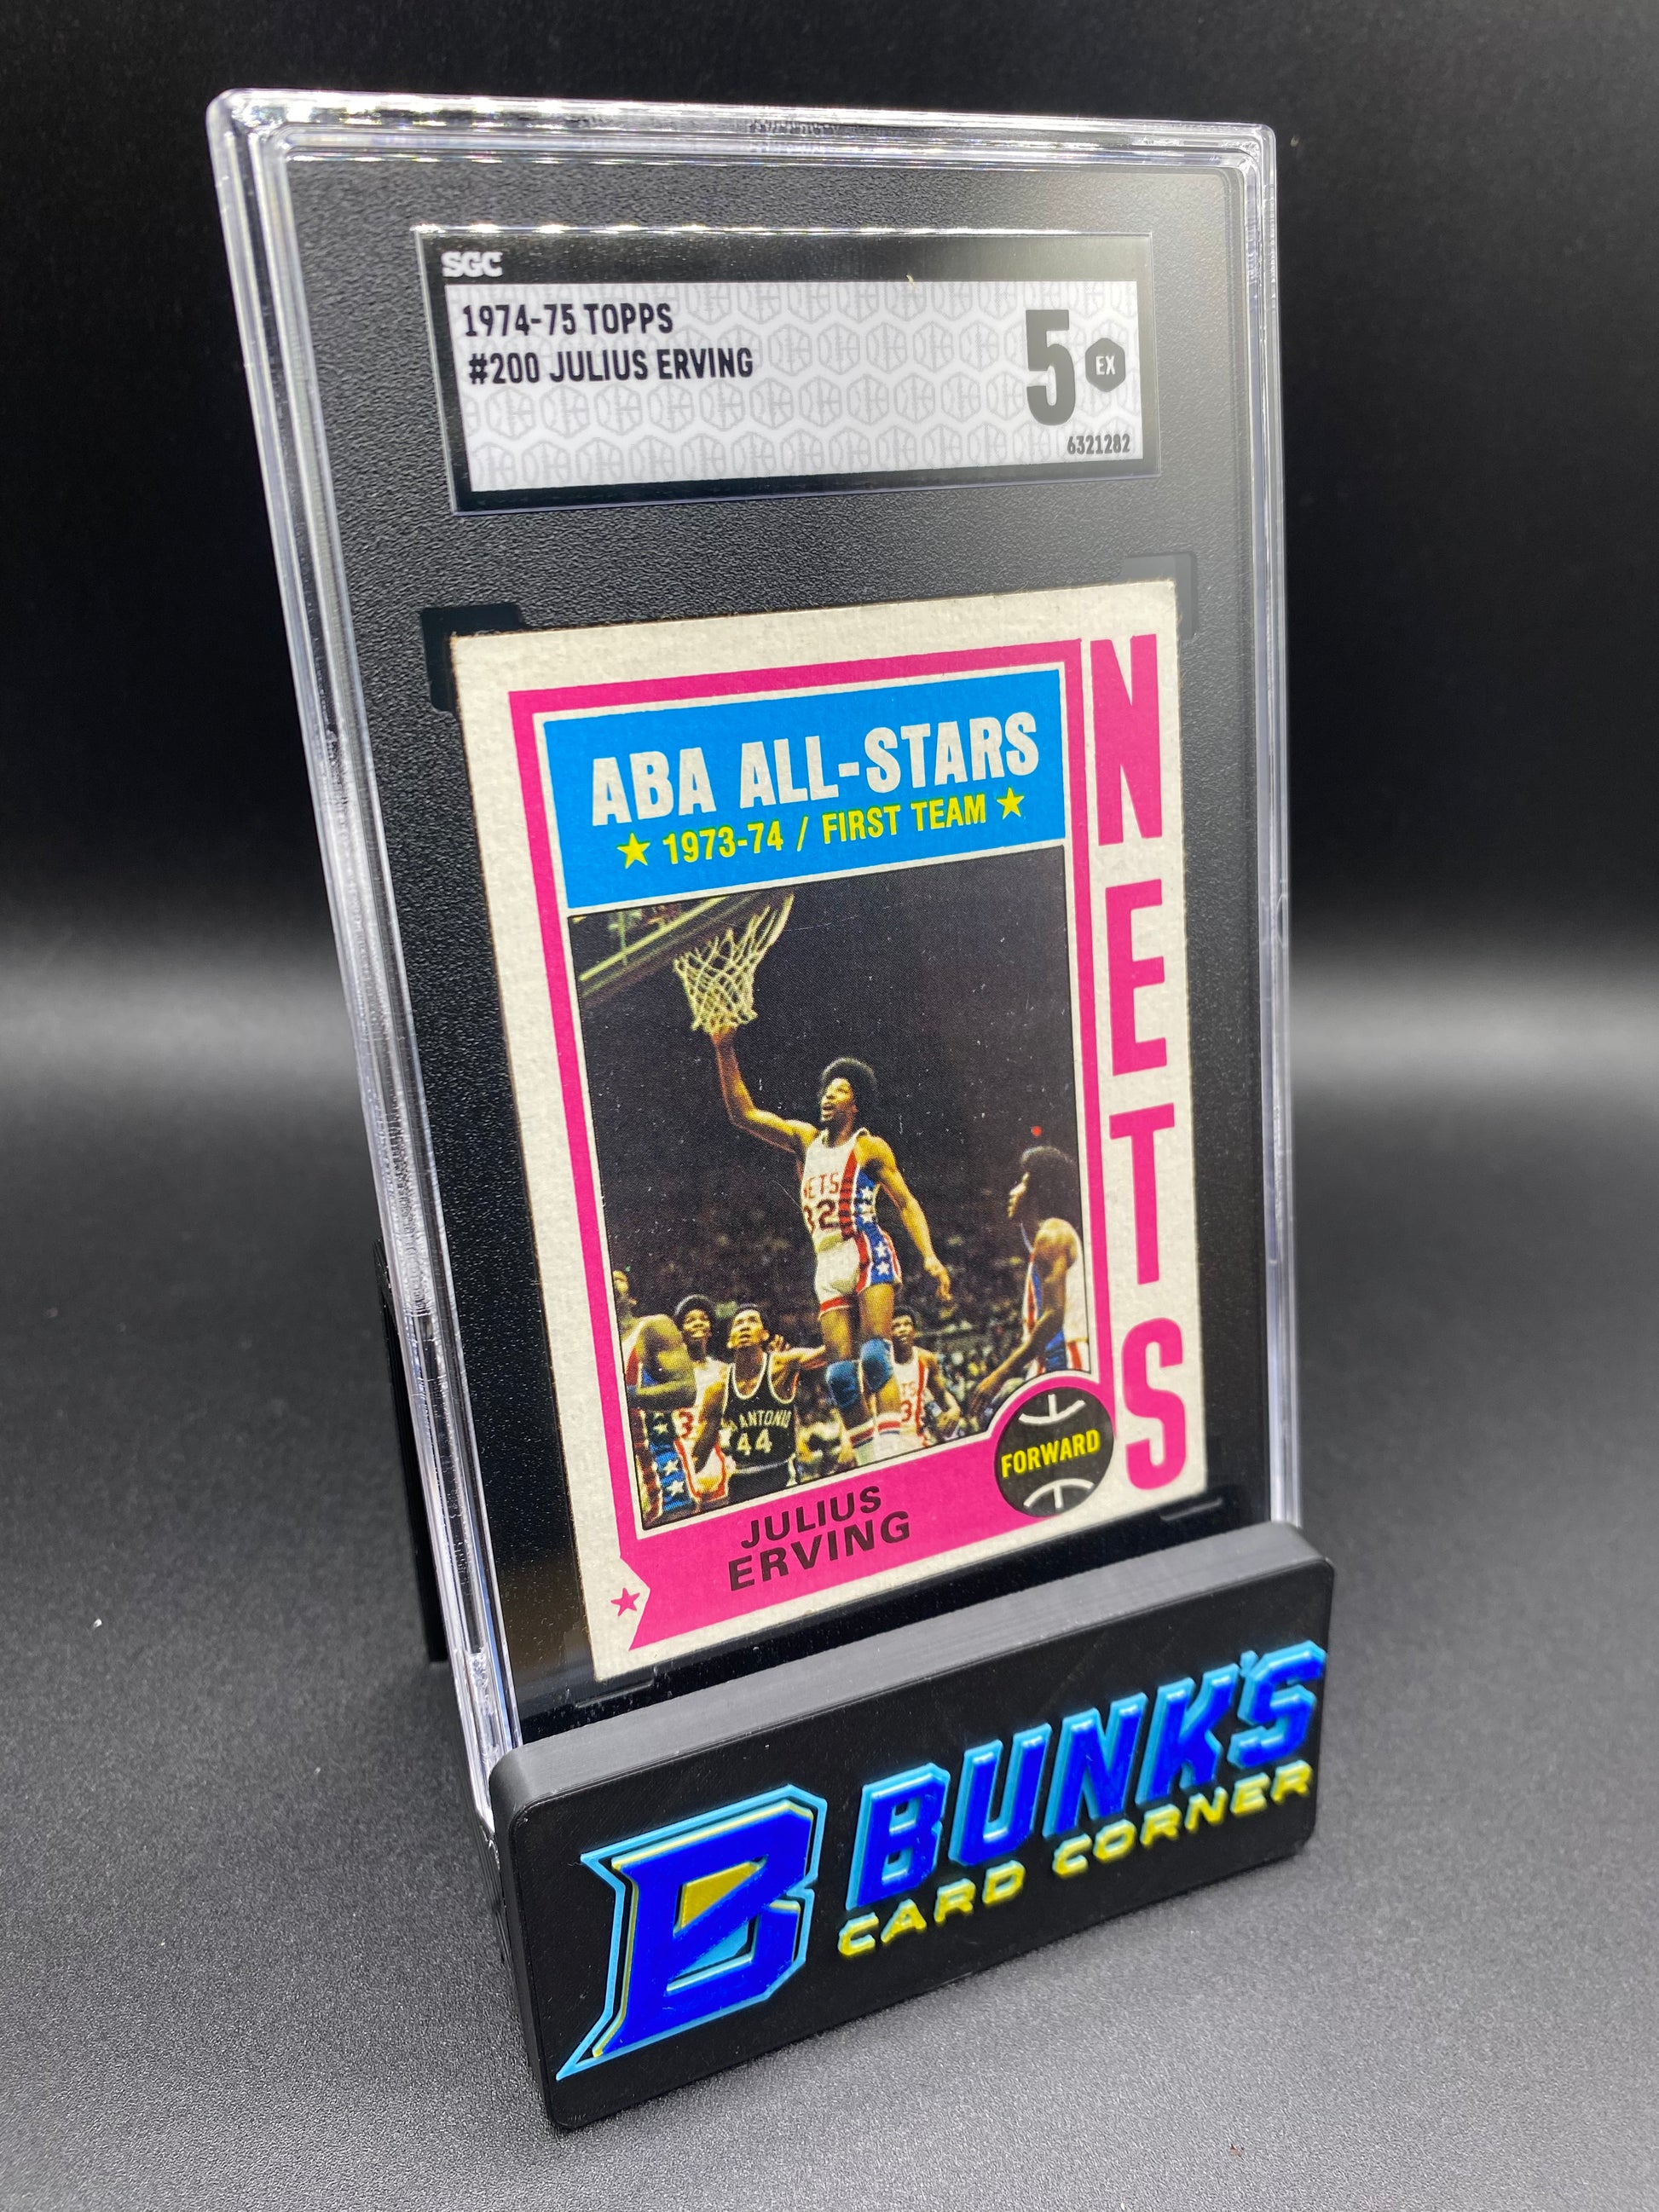 SGC
1974-75 TOPPS
#200 JULIUS ERVING
5 EX
6321282
ABA ALL-STARS
★ 1973-74 / FIRST TEAM ★
NETS
32
ANTONIO
44
FORWARD
JULIUS
ERVING
B BUNK'S
CARD CORNER